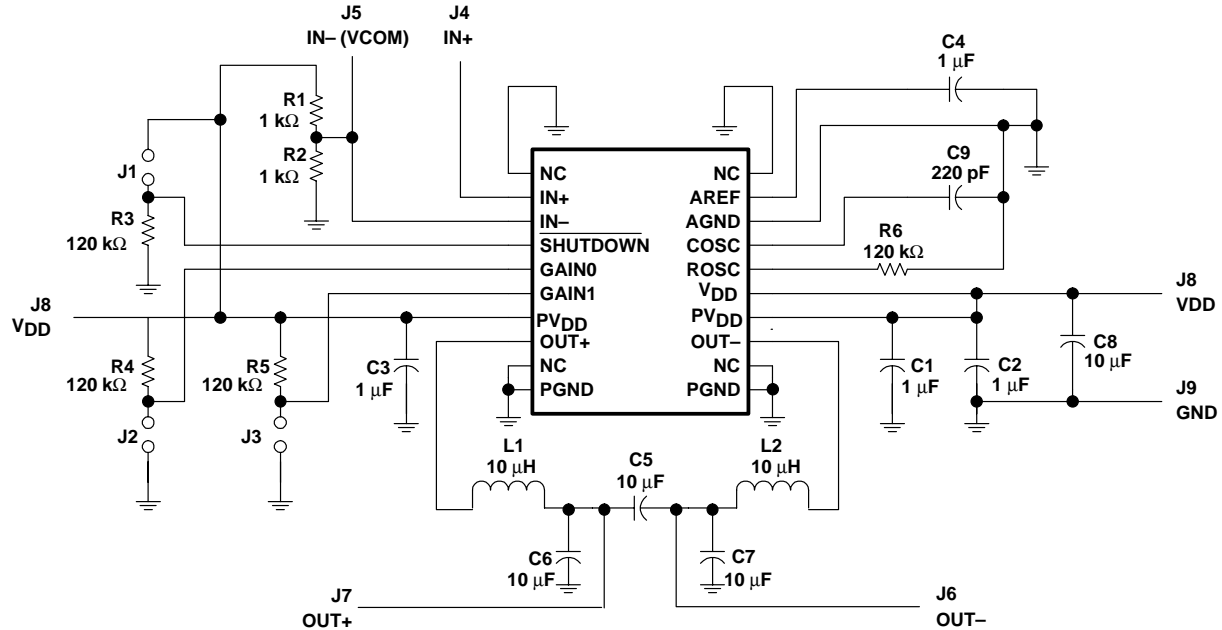 J5
IN– (VCOM)
J4
IN+
C4
1 μF
R1
1 kΩ
R2
1 kΩ
J1
R3
120 kΩ
C9
220 pF
R6
120 kΩ
NC
IN+
IN–
SHUTDOWN
GAIN0
GAIN1
PVDD
OUT+
NC
PGND
NC
AREF
AGND
COSC
ROSC
VDD
PVDD
OUT–
NC
PGND
J8
VDD
R4
120 kΩ
R5
120 kΩ
C3
1 μF
J2
J3
C1
1 μF
C2
1 μF
C8
10 μF
J8
VDD
J9
GND
L1
10 μH
C5
10 μF
L2
10 μH
C6
10 μF
C7
10 μF
J7
OUT+
J6
OUT–